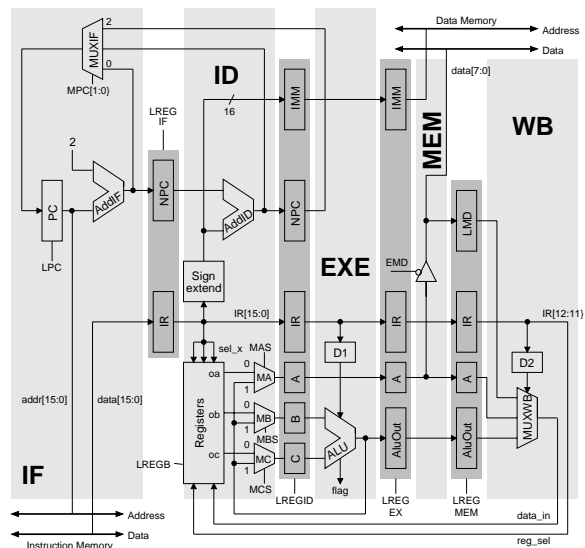 Data Memory
Address
Data
2
MUXIF
0
MPC[1:0}
ID
16
IMM
IMM
data[7:0]
MEM
WB
LREG
IF
2
PC
AddIF
NPC
AddID
NPC
LMD
LPC
EXE
Sign
extend
EMD
IR
IR[15:0]
IR
IR
IR
IR[12:11}
sel_x
MAS
D1
D2
addr[15:0]
data[15:0]
Registers
oa
0
1
MA
A
A
A
MUXWB
ob
0
1
MB
B
MBS
oc
0
1
MC
C
ALU
AluOut
AluOut
LREGB
MCS
LREGID
flag
LREG
EX
LREG
MEM
IF
Address
data_in
Data
reg_sel
Instruction Memory